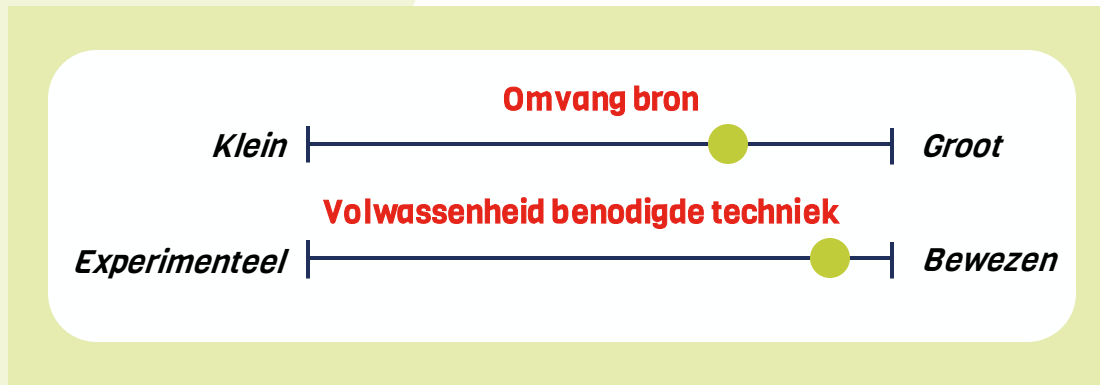 Omvang bron
Klein Groot
Volwassenheid benodigde techniek
Experimenteel Bewezen